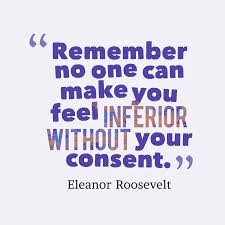 “ Remember
no one can
make you
feel INFERIOR
WITHOUT your
consent. ”
Eleanor Roosevelt